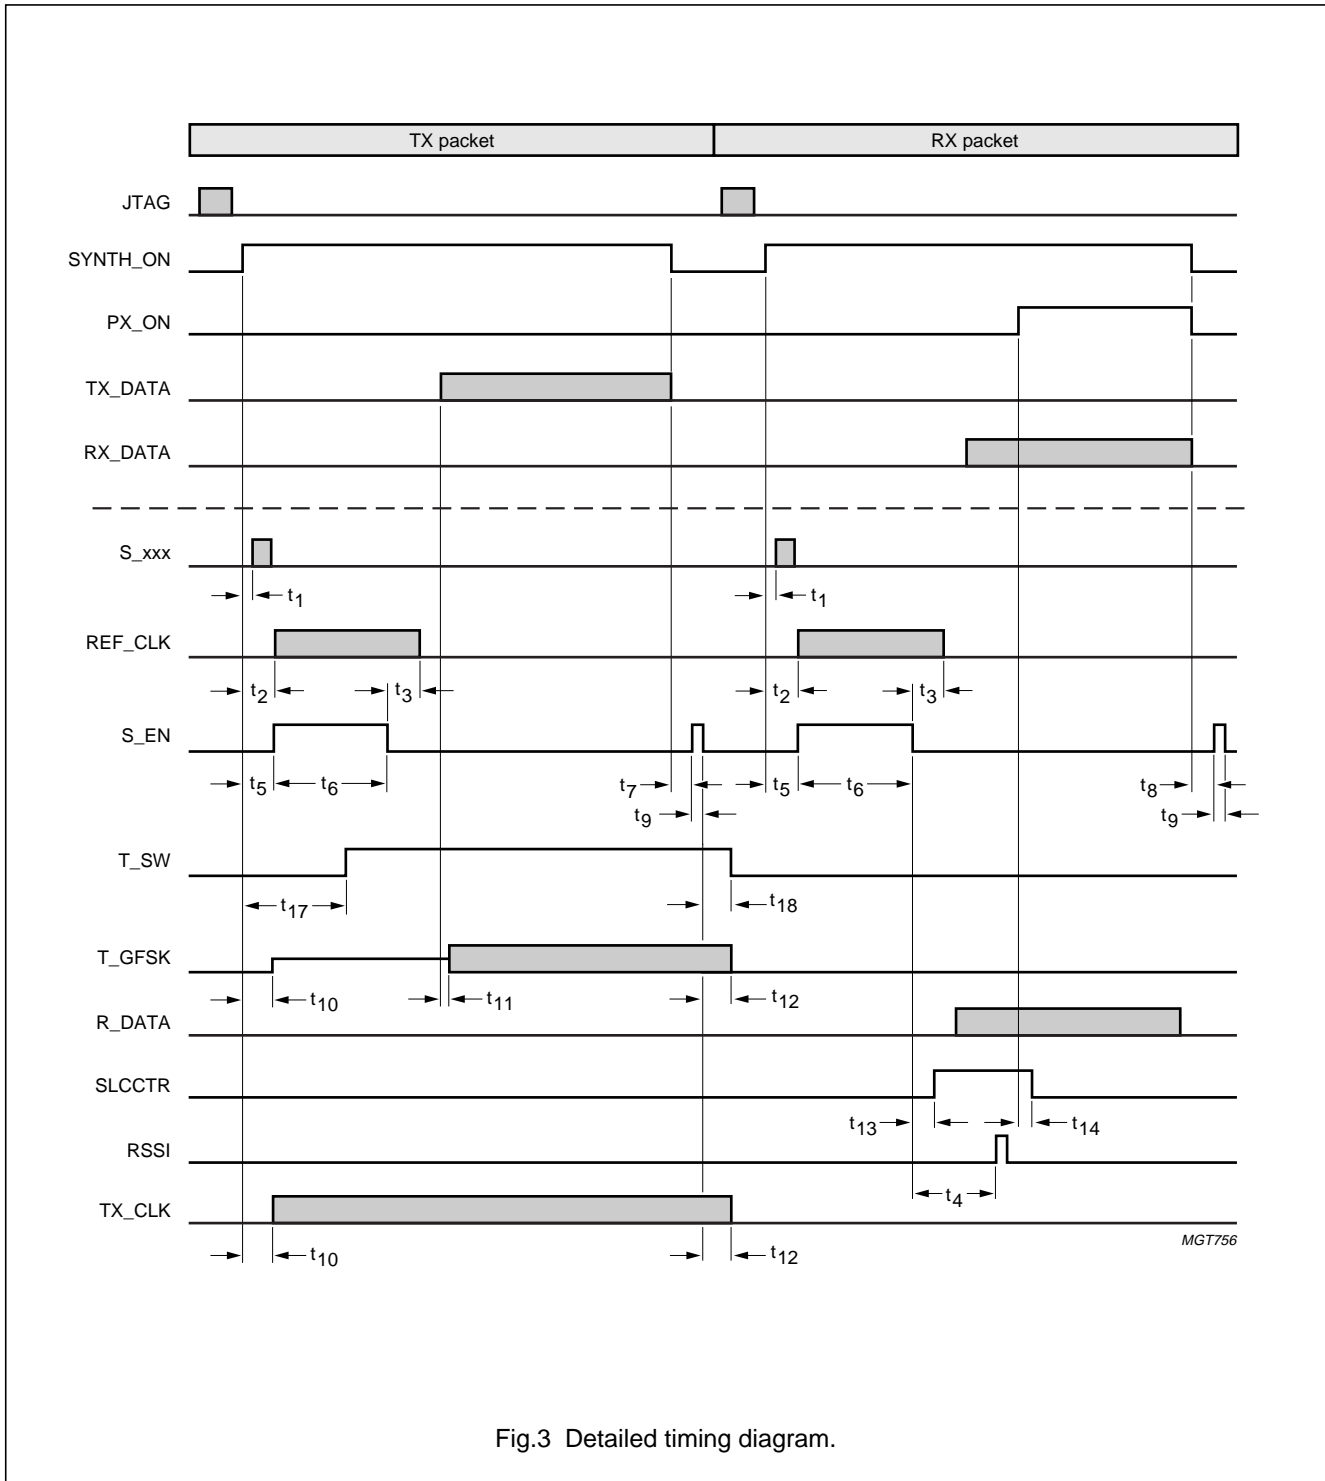 TX packet RX packet
JTAG
SYNTH_ON
PX_ON
TX_DATA
RX_DATA
S_xxx
t1 t1
REF_CLK
t2 t3 t2 t3
S_EN
t5 t6 t7 t5 t6 t8
t9 t9
T_SW
t17 t18
T_GFSK
t10 t11 t12
R_DATA
SLCCTR
t13 t14
RSSI
t4
TX_CLK
MGT756
t10 t12
Fig.3 Detailed timing diagram.